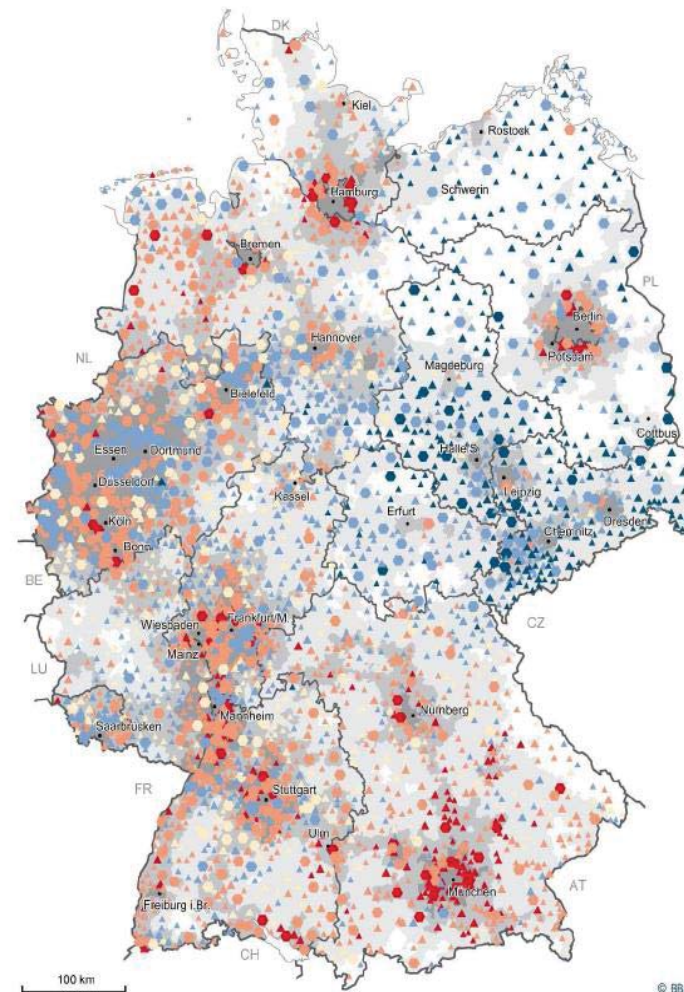 DK
Kiel
Rostock
Hamburg
Schwerin
Bremen
PL
Berlin
Potsdam
NL
Hannover
Magdeburg
Bielefeld
Cottbus
Essen
Dortmund
Halle/S.
Leipzig
Düsseldorf
Kassel
Erfurt
Dresden
Köln
Chemnitz
Bonn
BE
CZ
Wiesbaden
Frankfurt/M.
Mainz
LU
Mannheim
Nürnberg
Saarbrücken
FR
Stuttgart
Ulm
München
AT
Freiburg i.Br.
CH
100 km